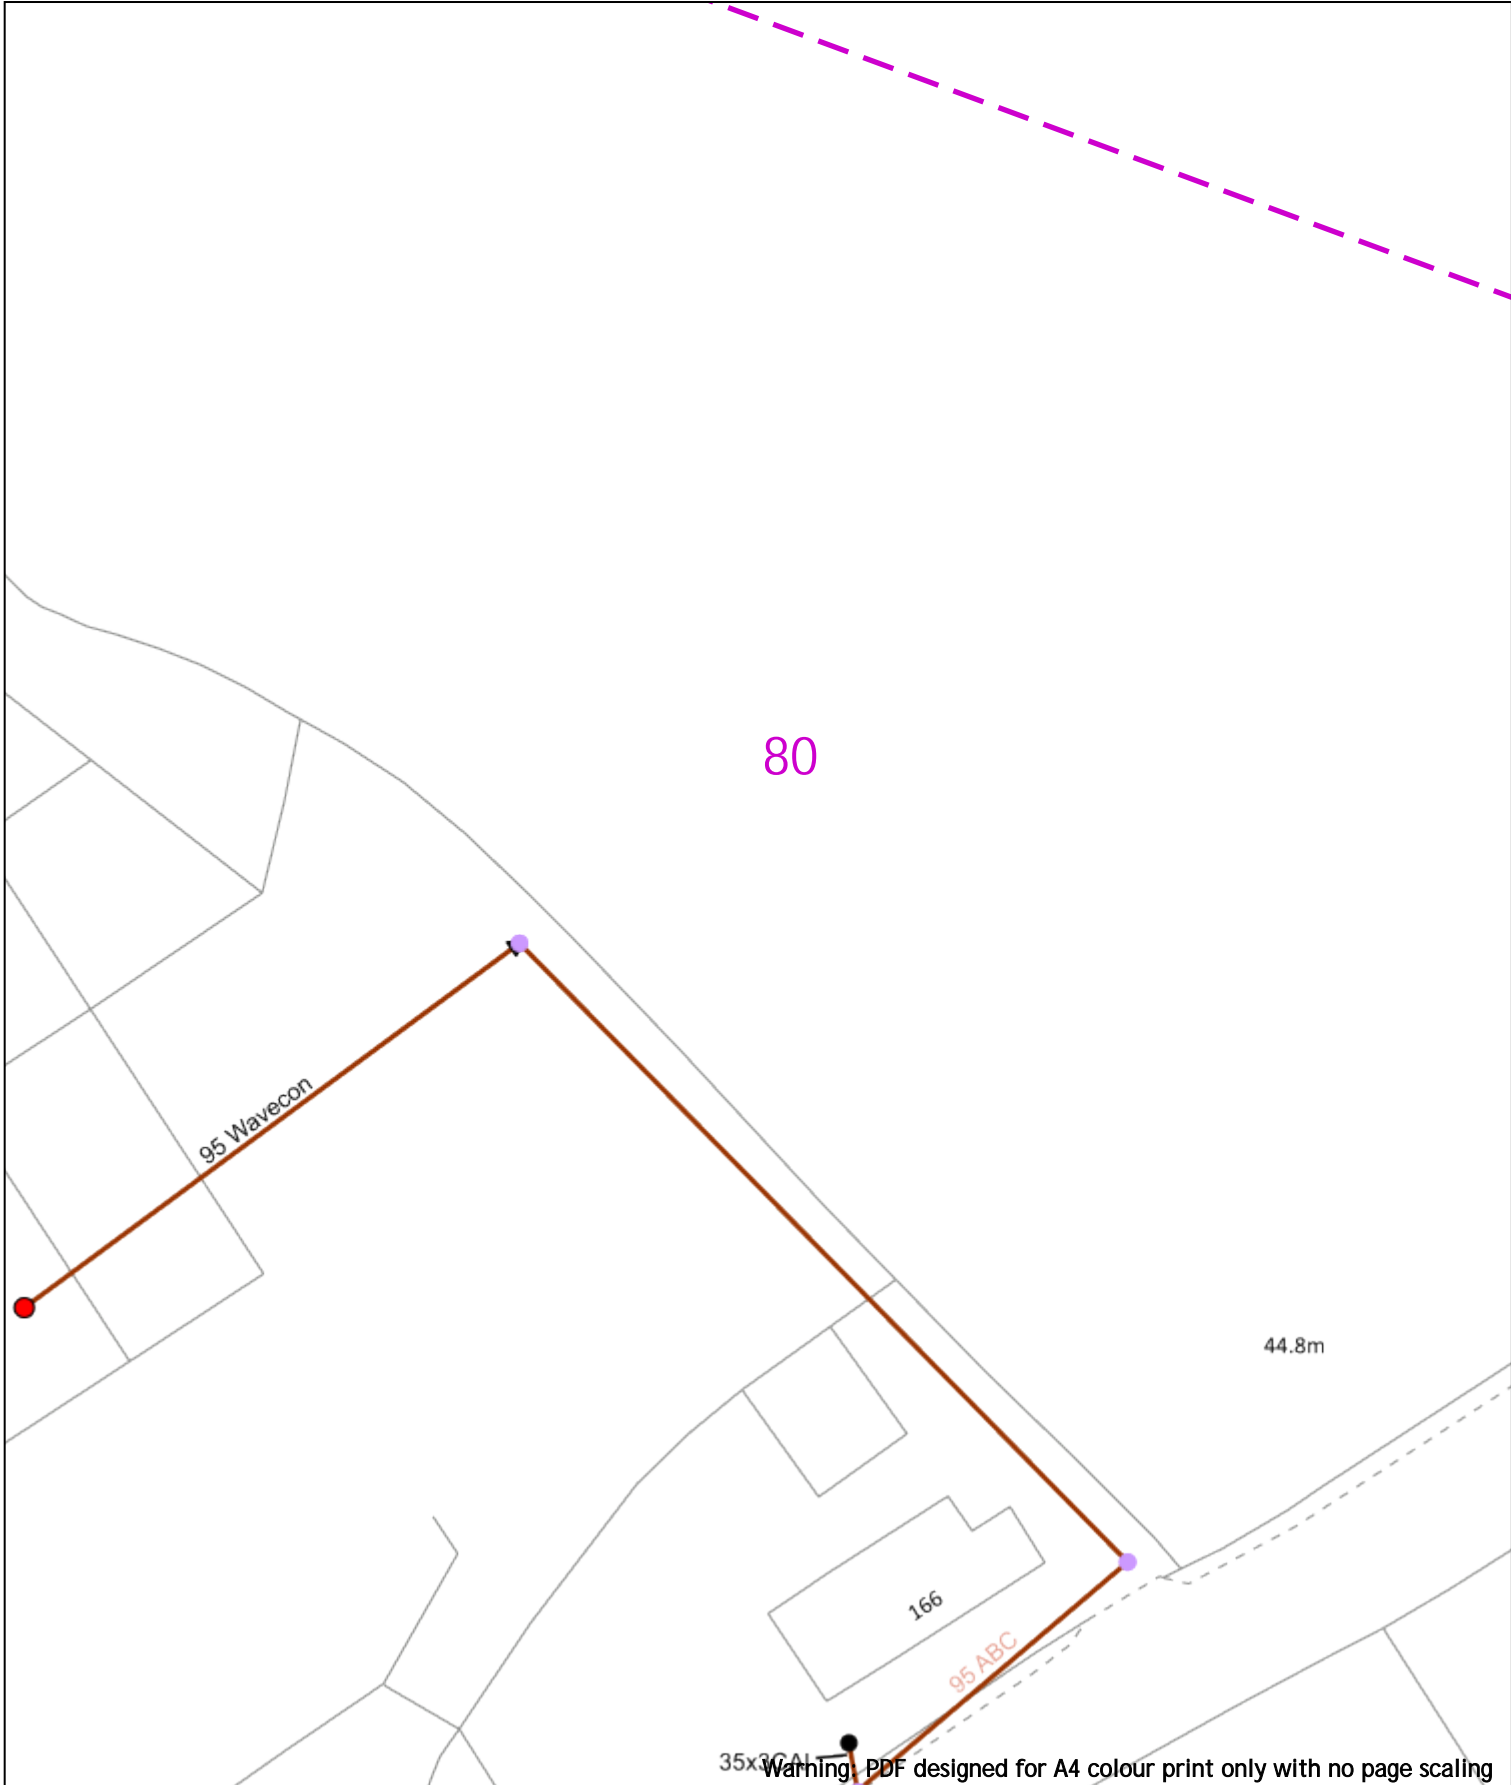 80
95 Wavecon
44.8m
166
95 ABC
35x3CAL
Warning: PDF designed for A4 colour print only with no page scaling